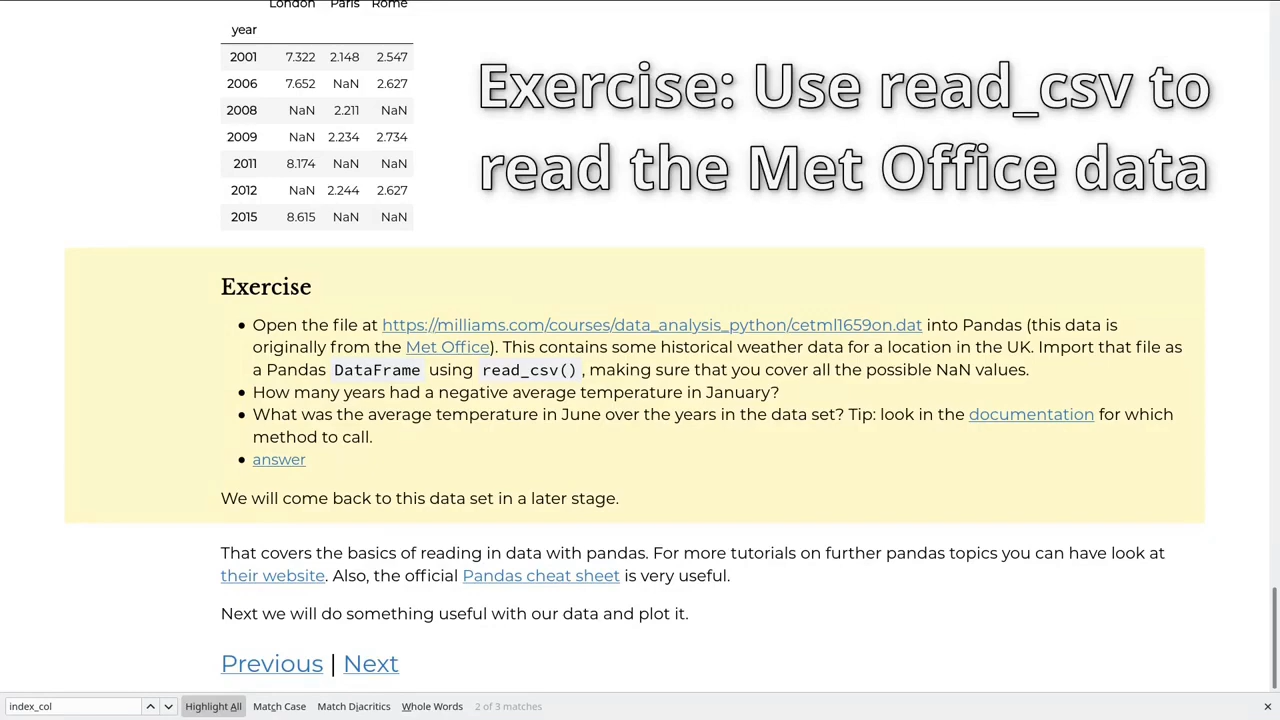 London Paris Rome
year
2001 7.322 2.148 2.547
2006 7.652 NaN 2.627
2008 NaN 2.211 NaN
2009 NaN 2.234 2.734
2011 8.174 NaN NaN
2012 NaN 2.244 2.627
2015 8.615 NaN NaN
Exercise: Use read_csv to
read the Met Office data
Exercise
• Open the file at https://milliams.com/courses/data_analysis_python/cetml1659on.dat into Pandas (this data is
originally from the Met Office). This contains some historical weather data for a location in the UK. Import that file as
a Pandas DataFrame using read_csv(), making sure that you cover all the possible NaN values.
• How many years had a negative average temperature in January?
• What was the average temperature in June over the years in the data set? Tip: look in the documentation for which
method to call.
• answer
We will come back to this data set in a later stage.
That covers the basics of reading in data with pandas. For more tutorials on further pandas topics you can have look at
their website. Also, the official Pandas cheat sheet is very useful.
Next we will do something useful with our data and plot it.
Previous | Next
index_col Highlight All Match Case Match Diacritics Whole Words 2 of 3 matches